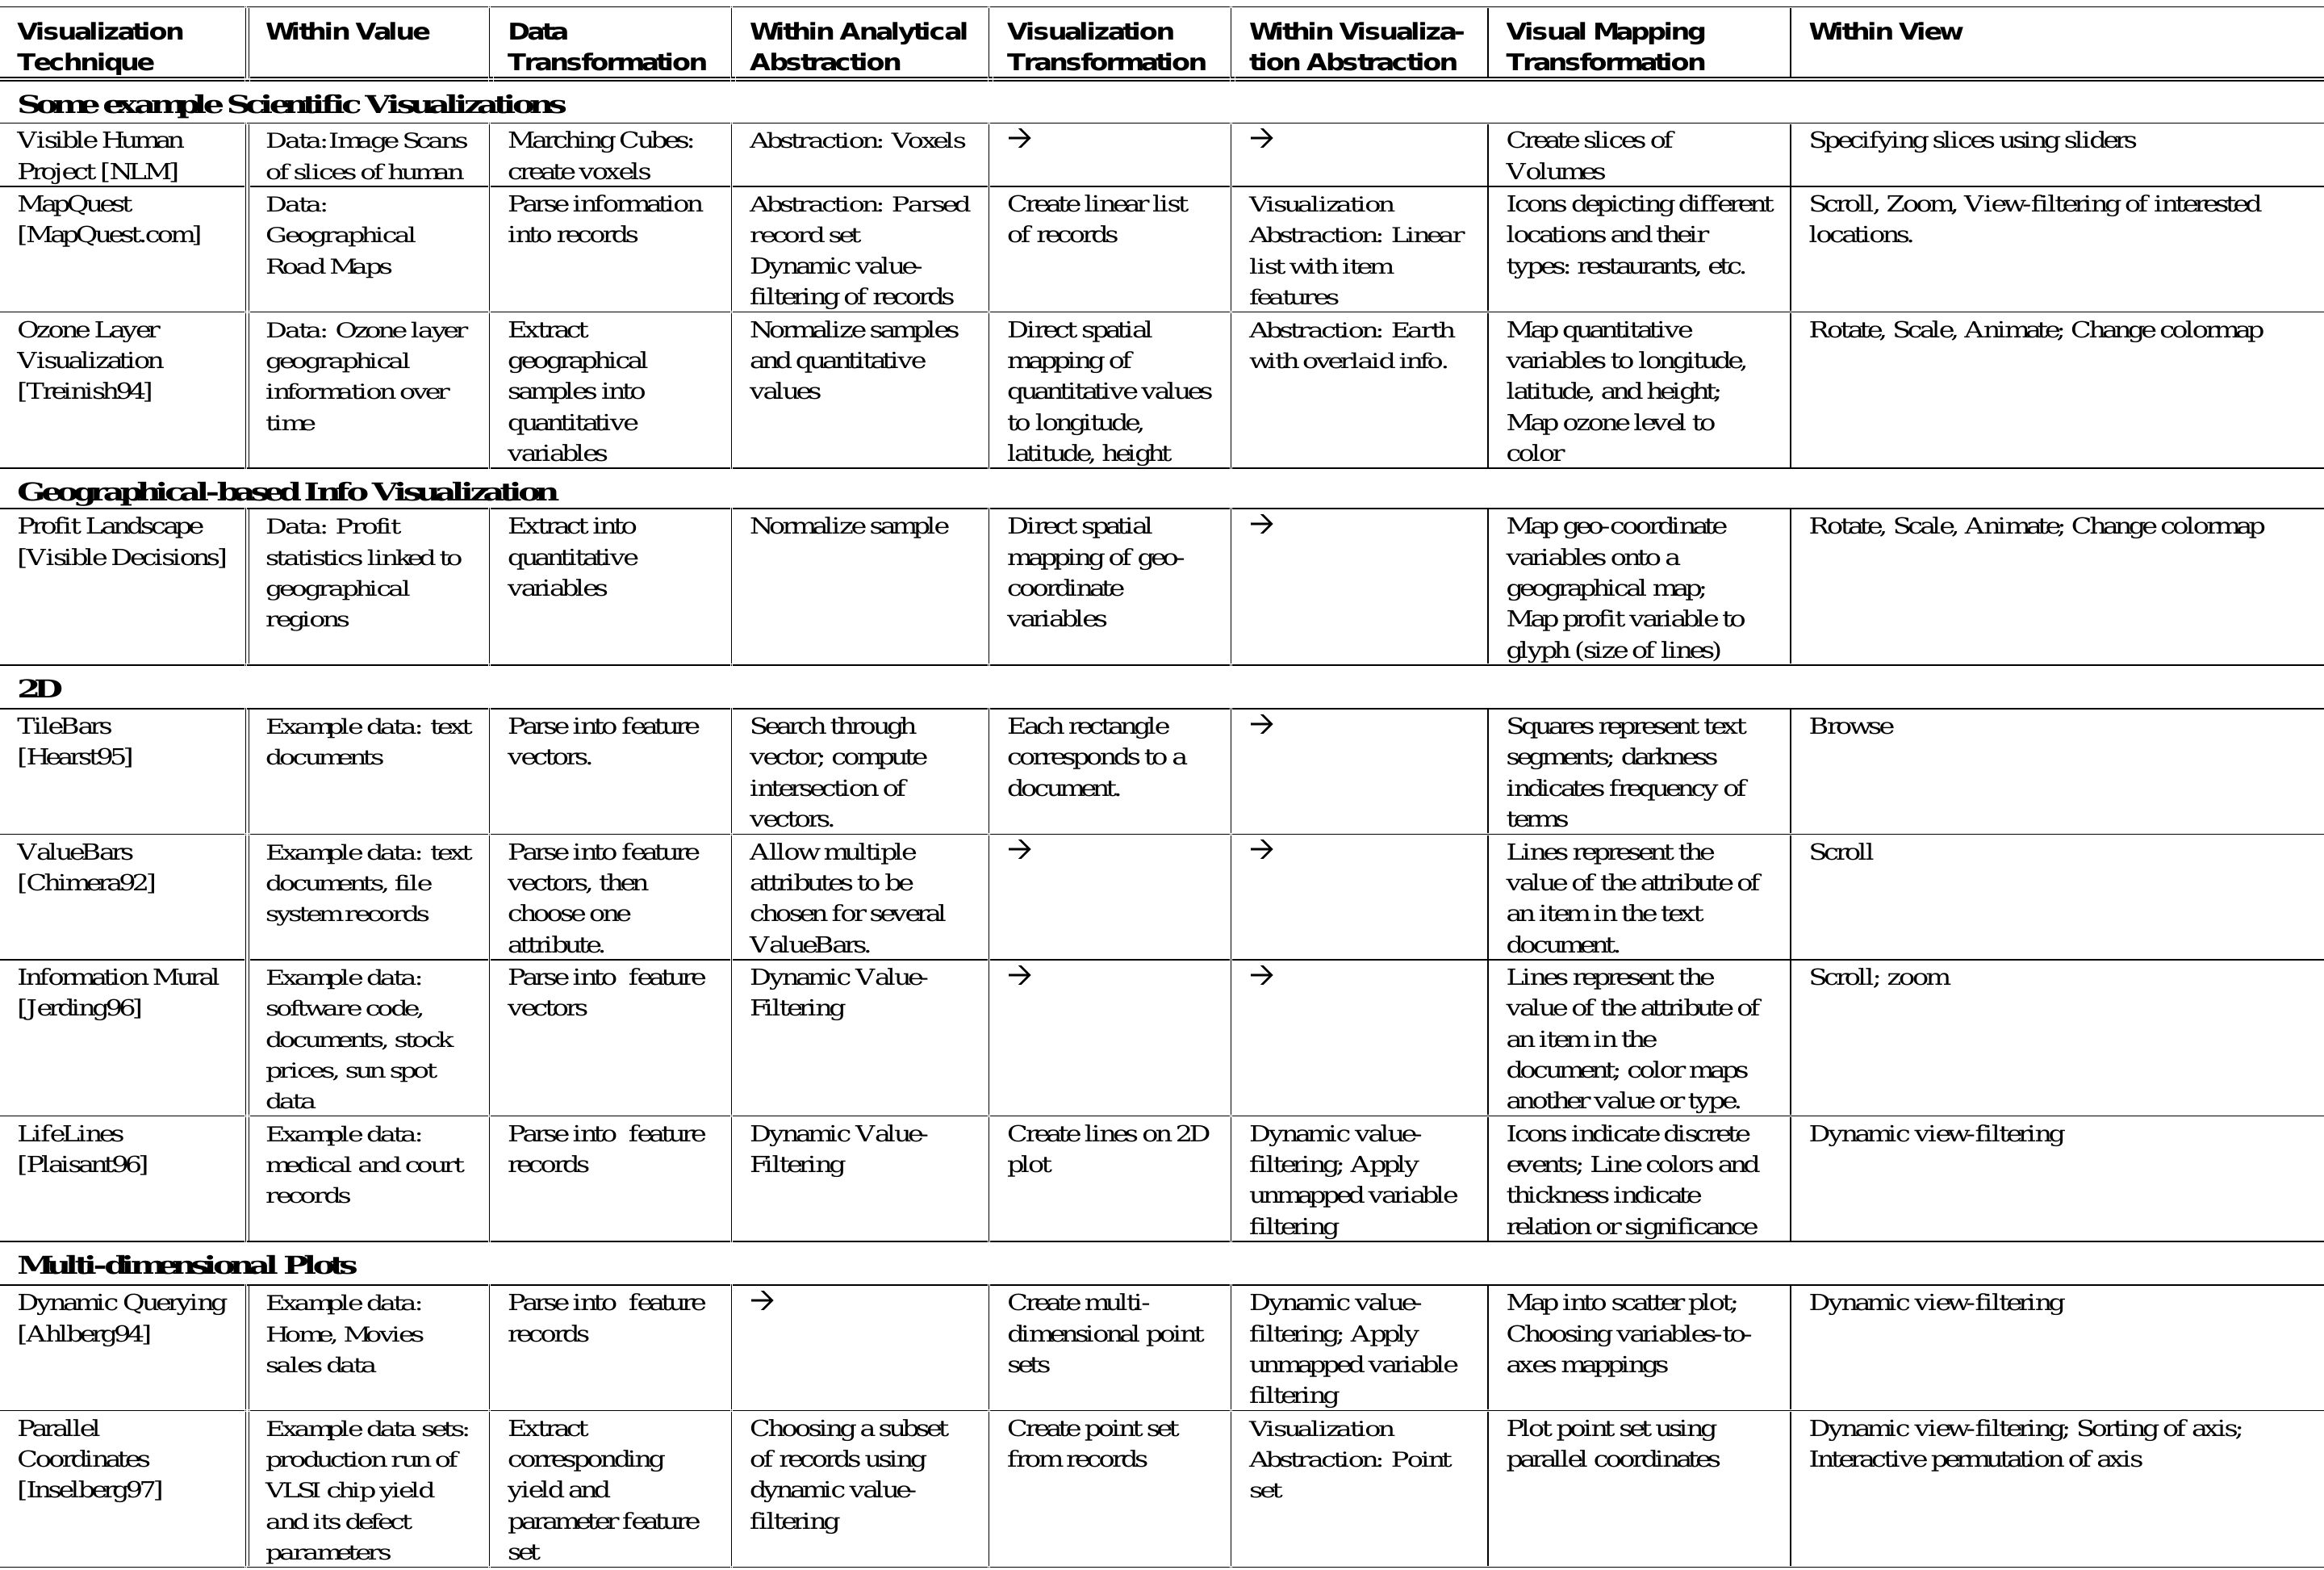 Visualization
Technique
Within Value
Data
Transformation
Within Analytical
Abstraction
Visualization
Transformation
Within Visualiza-
tion Abstraction
Visual Mapping
Transformation
Within View
Some example Scientific Visualizations
Visible Human
Project [NLM]
Data: Image Scans
of slices of human
Marching Cubes:
create voxels
Abstraction: Voxels
→
→
Create slices of
Volumes
Specifying slices using sliders
MapQuest
[MapQuest.com]
Data:
Geographical
Road Maps
Parse information
into records
Abstraction: Parsed
record set
Dynamic value-
filtering of records
Create linear list
of records
Visualization
Abstraction: Linear
list with item
features
Icons depicting different
locations and their
types: restaurants, etc.
Scroll, Zoom, View-filtering of interested
locations.
Ozone Layer
Visualization
[Treinish94]
Data: Ozone layer
geographical
information over
time
Extract
geographical
samples into
quantitative
variables
Normalize samples
and quantitative
values
Direct spatial
mapping of
quantitative values
to longitude,
latitude, height
Abstraction: Earth
with overlaid info.
Map quantitative
variables to longitude,
latitude, and height;
Map ozone level to
color
Rotate, Scale, Animate; Change colormap
Geographical-based Info Visualization
Profit Landscape
[Visible Decisions]
Data: Profit
statistics linked to
geographical
regions
Extract into
quantitative
variables
Normalize sample
Direct spatial
mapping of geo-
coordinate
variables
→
Map geo-coordinate
variables onto a
geographical map;
Map profit variable to
glyph (size of lines)
Rotate, Scale, Animate; Change colormap
2D
TileBars
[Hearst95]
Example data: text
documents
Parse into feature
vectors.
Search through
vector; compute
intersection of
vectors.
Each rectangle
corresponds to a
document.
→
Squares represent text
segments; darkness
indicates frequency of
terms
Browse
ValueBars
[Chimera92]
Example data: text
documents, file
system records
Parse into feature
vectors, then
choose one
attribute.
Allow multiple
attributes to be
chosen for several
ValueBars.
→
→
Lines represent the
value of the attribute of
an item in the text
document.
Scroll
Information Mural
[Jerding96]
Example data:
software code,
documents, stock
prices, sun spot
data
Parse into feature
vectors
Dynamic Value-
Filtering
→
→
Lines represent the
value of the attribute of
an item in the
document; color maps
another value or type.
Scroll; zoom
LifeLines
[Plaisant96]
Example data:
medical and court
records
Parse into feature
records
Dynamic Value-
Filtering
Create lines on 2D
plot
Dynamic value-
filtering; Apply
unmapped variable
filtering
Icons indicate discrete
events; Line colors and
thickness indicate
relation or significance
Dynamic view-filtering
Multi-dimensional Plots
Dynamic Querying
[Ahlberg94]
Example data:
Home, Movies
sales data
Parse into feature
records
→
Create multi-
dimensional point
sets
Dynamic value-
filtering; Apply
unmapped variable
filtering
Map into scatter plot;
Choosing variables-to-
axes mappings
Dynamic view-filtering
Parallel
Coordinates
[Inselberg97]
Example data sets:
production run of
VLSI chip yield
and its defect
parameters
Extract
corresponding
yield and
parameter feature
set
Choosing a subset
of records using
dynamic value-
filtering
Create point set
from records
Visualization
Abstraction: Point
set
Plot point set using
parallel coordinates
Dynamic view-filtering; Sorting of axis;
Interactive permutation of axis